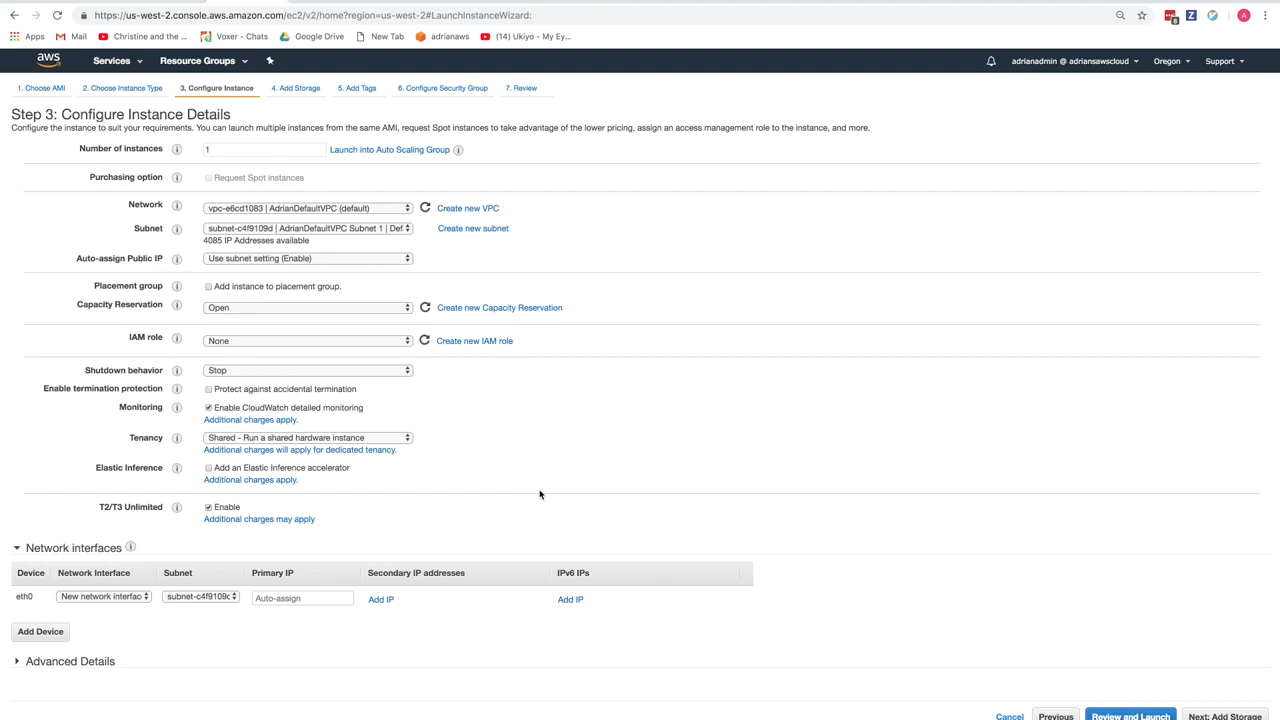 https://us-west-2.console.aws.amazon.com/ec2/v2/home?region=us-west-2#LaunchInstanceWizard:
Apps Mail Christine and the ... Voxer - Chats Google Drive New Tab adrianaws (14) Ukiyo - My Ey...
aws Services Resource Groups adrianadmin @ adriansawscloud Oregon Support
1. Choose AMI 2. Choose Instance Type 3. Configure Instance 4. Add Storage 5. Add Tags 6. Configure Security Group 7. Review
Step 3: Configure Instance Details
Configure the instance to suit your requirements. You can launch multiple instances from the same AMI, request Spot instances to take advantage of the lower pricing, assign an access management role to the instance, and more.
Number of instances 1 Launch into Auto Scaling Group
Purchasing option Request Spot instances
Network vpc-e6cd1083 | AdrianDefaultVPC (default) Create new VPC
Subnet subnet-c4f9109d | AdrianDefaultVPC Subnet 1 | Def Create new subnet
4085 IP Addresses available
Auto-assign Public IP Use subnet setting (Enable)
Placement group Add instance to placement group.
Capacity Reservation Open Create new Capacity Reservation
IAM role None Create new IAM role
Shutdown behavior Stop
Enable termination protection Protect against accidental termination
Monitoring Enable CloudWatch detailed monitoring
Additional charges apply.
Tenancy Shared - Run a shared hardware instance
Additional charges will apply for dedicated tenancy.
Elastic Inference Add an Elastic Inference accelerator
Additional charges apply.
T2/T3 Unlimited Enable
Additional charges may apply
Network interfaces
Device Network Interface Subnet Primary IP Secondary IP addresses IPv6 IPs
eth0 New network interfac subnet-c4f9109c Auto-assign Add IP Add IP
Add Device
Advanced Details
Cancel Previous Review and Launch Next: Add Storage